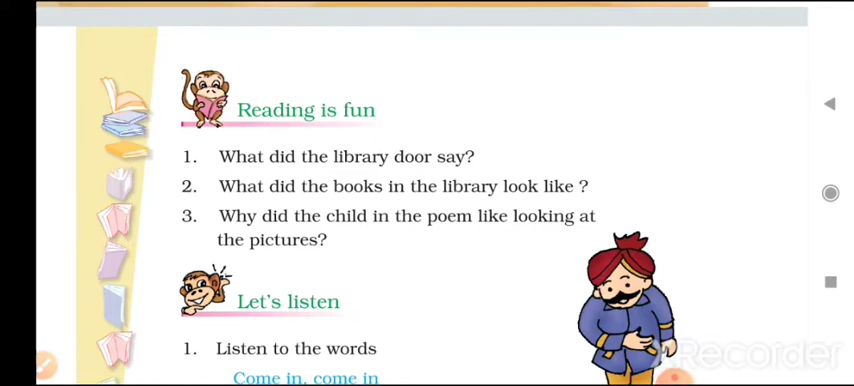 Reading is fun
1. What did the library door say?
2. What did the books in the library look like ?
3. Why did the child in the poem like looking at
the pictures?
Let's listen
1. Listen to the words
Come in, come in
Recorder